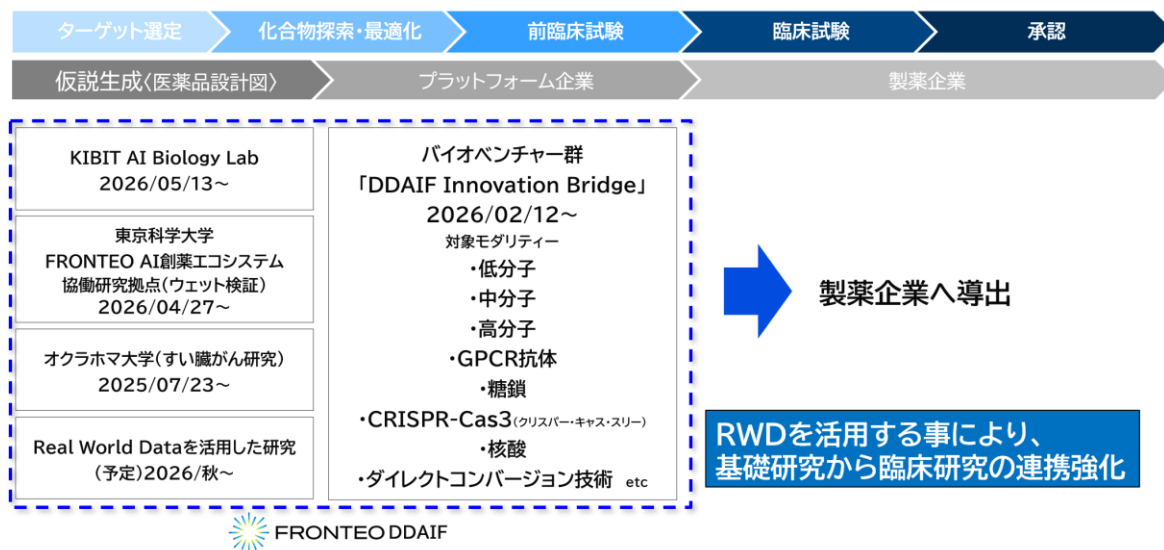 ターゲット選定
化合物探索・最適化
前臨床試験
臨床試験
承認
仮説生成〈医薬品設計図〉
プラットフォーム企業
製薬企業
KIBIT AI Biology Lab
2026/05/13～
東京科学大学
FRONTEO AI創薬エコシステム
協働研究拠点(ウェット検証)
2026/04/27～
オクラホマ大学(すい臓がん研究)
2025/07/23～
Real World Dataを活用した研究
(予定)2026/秋～
バイオベンチャー群
「DDAIF Innovation Bridge」
2026/02/12～
対象モダリティー
・低分子
・中分子
・高分子
・GPCR抗体
・糖鎖
・CRISPR-Cas3(クリスパー・キャス・スリー)
・核酸
・ダイレクトコンバージョン技術 etc
製薬企業へ導出
RWDを活用する事により、
基礎研究から臨床研究の連携強化
FRONTEO DDAIF